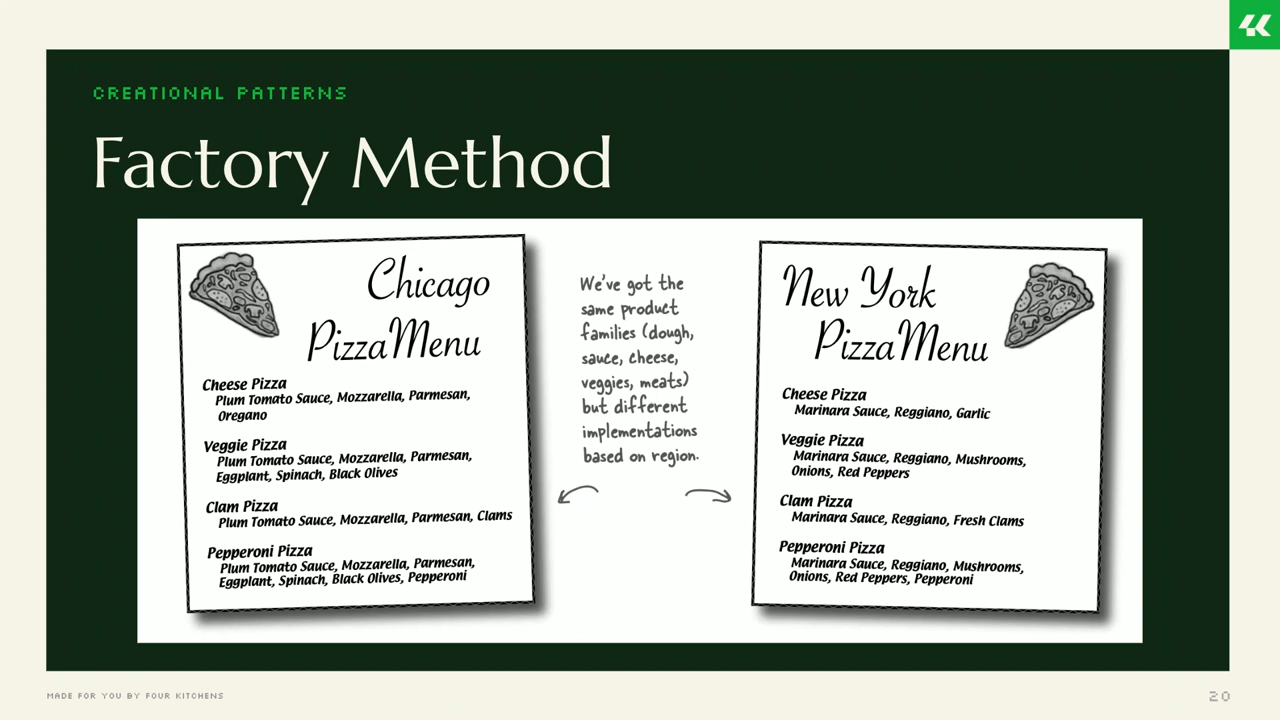 CREATIONAL PATTERNS
Factory Method
Chicago
Pizza Menu
Cheese Pizza
Plum Tomato Sauce, Mozzarella, Parmesan,
Oregano
Veggie Pizza
Plum Tomato Sauce, Mozzarella, Parmesan,
Eggplant, Spinach, Black Olives
Clam Pizza
Plum Tomato Sauce, Mozzarella, Parmesan, Clams
Pepperoni Pizza
Plum Tomato Sauce, Mozzarella, Parmesan,
Eggplant, Spinach, Black Olives, Pepperoni
We've got the
same product
families (dough,
sauce, cheese,
veggies, meats)
but different
implementations
based on region.
New York
Pizza Menu
Cheese Pizza
Marinara Sauce, Reggiano, Garlic
Veggie Pizza
Marinara Sauce, Reggiano, Mushrooms,
Onions, Red Peppers
Clam Pizza
Marinara Sauce, Reggiano, Fresh Clams
Pepperoni Pizza
Marinara Sauce, Reggiano, Mushrooms,
Onions, Red Peppers, Pepperoni
MADE FOR YOU BY FOUR KITCHENS
20